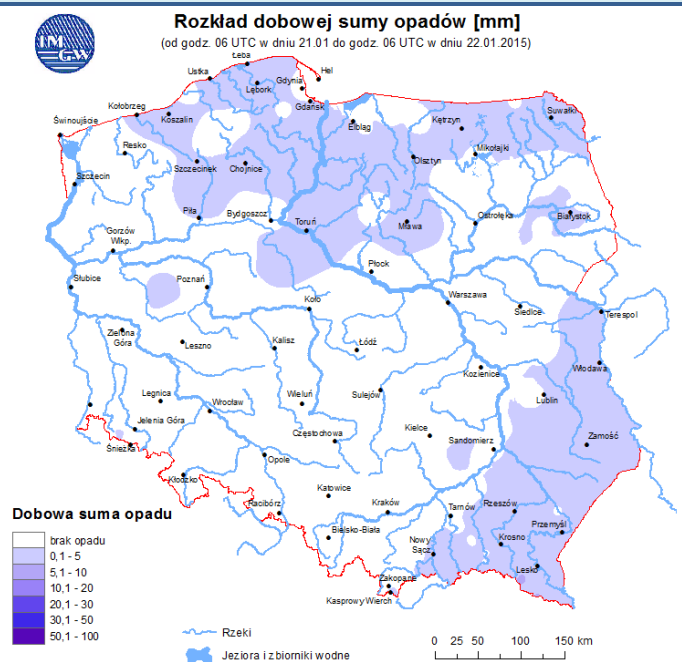 Rozkład dobowej sumy opadów [mm]
(od godz. 06 UTC w dniu 21.01 do godz. 06 UTC w dniu 22.01.2015)
IM
GW
Łeba
Hel
Ustka
Gdynia
Lębork
Gdańsk
Kołobrzeg
Koszalin
Suwałki
Świnoujście
Elbląg
Kętrzyn
Resko
Mikołajki
Olsztyn
Szczecinek
Chojnice
Szczecin
Piła
Bydgoszcz
Toruń
Ostrołęka
Białystok
Mława
Gorzów
Wlkp.
Płock
Słubice
Poznań
Koło
Warszawa
Siedlce
Terespol
Zielona
Góra
Leszno
Kalisz
Łódź
Kozienice
Włodawa
Legnica
Wrocław
Wieluń
Sulejów
Lublin
Jelenia Góra
Częstochowa
Kielce
Sandomierz
Zamość
Śnieżka
Opole
Kłodzko
Katowice
Racibórz
Kraków
Tarnów
Rzeszów
Przemyśl
Bielsko-Biała
Nowy
Sącz
Krosno
Lesko
Zakopane
Kasprowy Wierch
Dobowa suma opadu
brak opadu
0,1 - 5
5,1 - 10
10,1 - 20
20,1 - 30
30,1 - 50
50,1 - 100
Rzeki
Jeziora i zbiorniki wodne
0 25 50 100 150 km